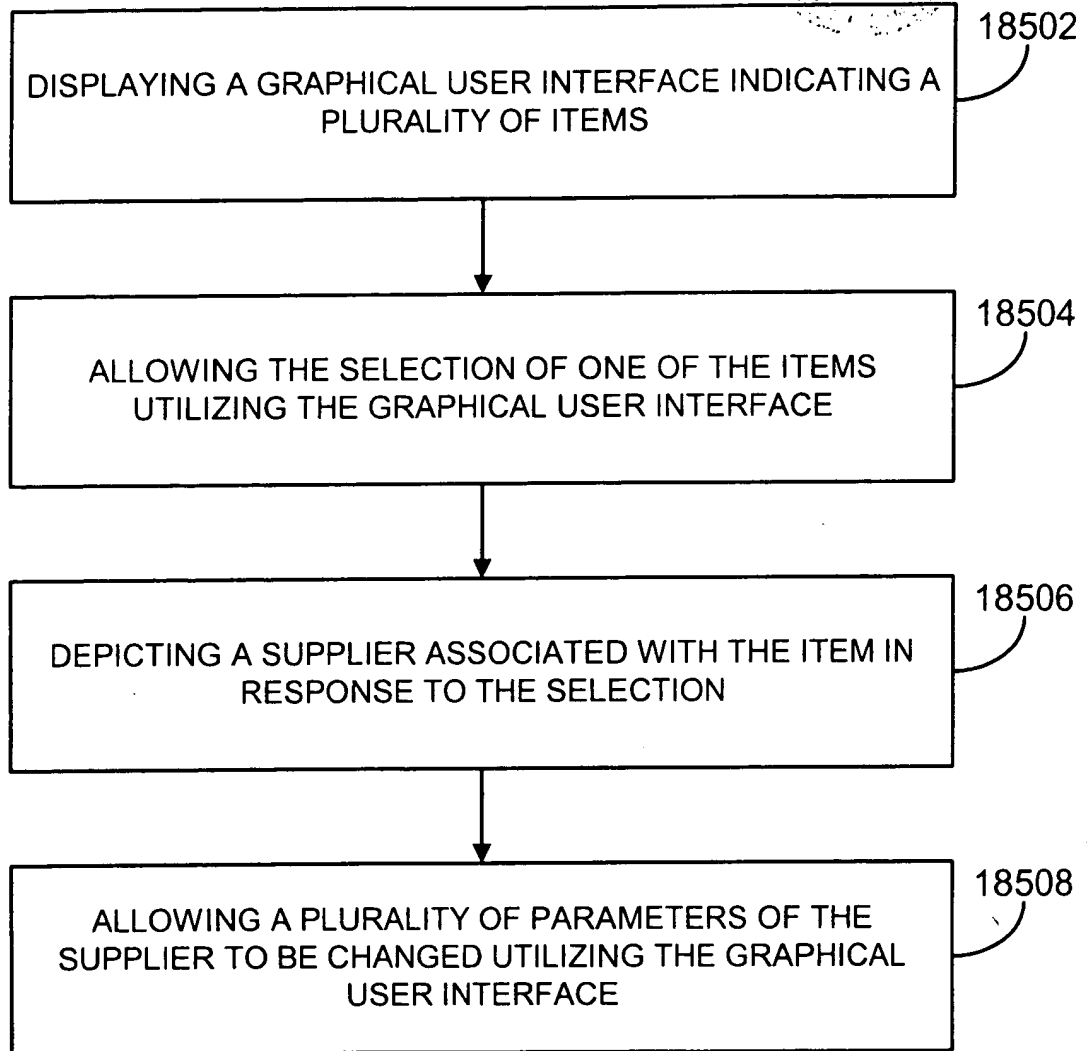 18502
DISPLAYING A GRAPHICAL USER INTERFACE INDICATING A
PLURALITY OF ITEMS
18504
ALLOWING THE SELECTION OF ONE OF THE ITEMS
UTILIZING THE GRAPHICAL USER INTERFACE
18506
DEPICTING A SUPPLIER ASSOCIATED WITH THE ITEM IN
RESPONSE TO THE SELECTION
18508
ALLOWING A PLURALITY OF PARAMETERS OF THE
SUPPLIER TO BE CHANGED UTILIZING THE GRAPHICAL
USER INTERFACE